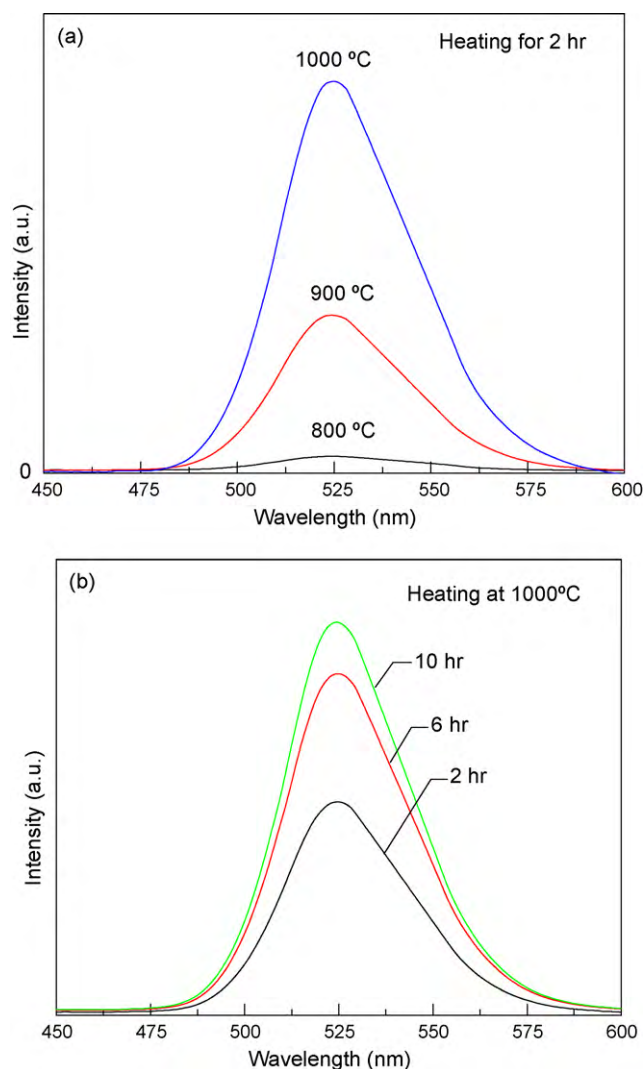 (a)
Heating for 2 hr
1000 ºC
900 ºC
800 ºC
Intensity (a.u.)
0
450 475 500 525 550 575 600
Wavelength (nm)
(b)
Heating at 1000ºC
10 hr
6 hr
2 hr
Intensity (a.u.)
450 475 500 525 550 575 600
Wavelength (nm)